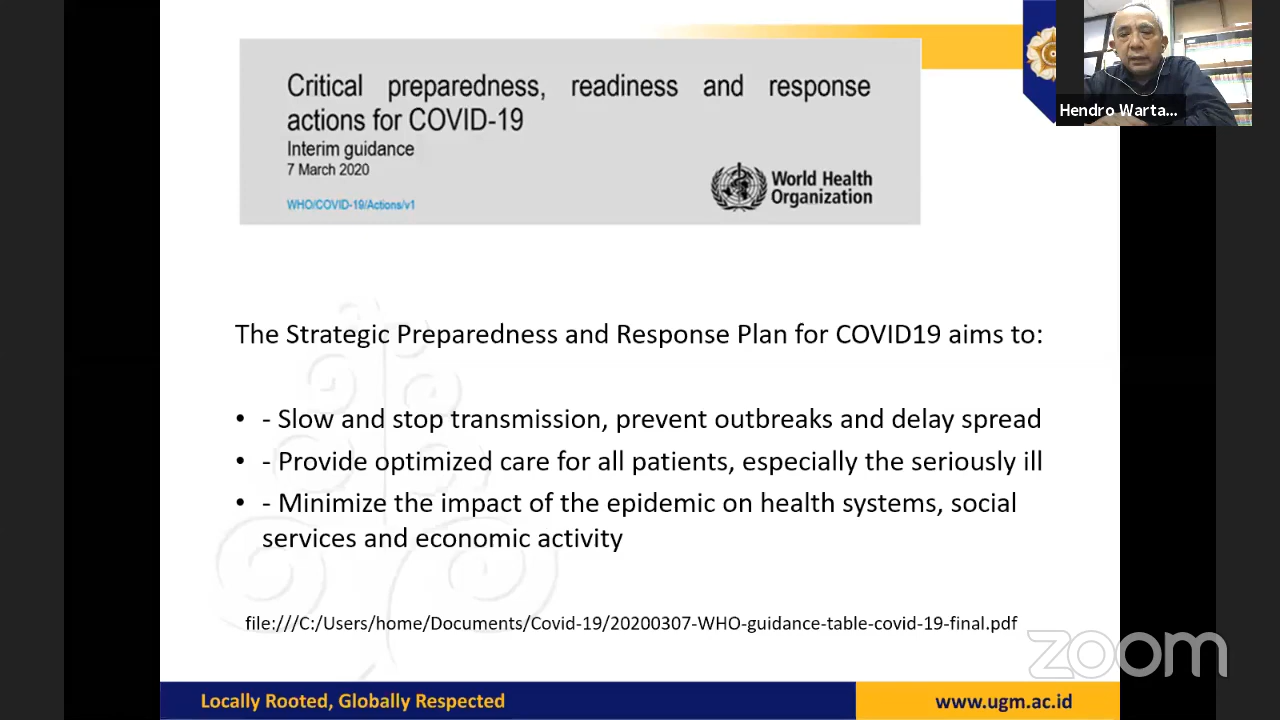 Critical preparedness, readiness and response
actions for COVID-19
Interim guidance
7 March 2020
WHO/COVID-19/Actions/v1
World Health
Organization
Hendro Warta...
The Strategic Preparedness and Response Plan for COVID19 aims to:
• - Slow and stop transmission, prevent outbreaks and delay spread
• - Provide optimized care for all patients, especially the seriously ill
• - Minimize the impact of the epidemic on health systems, social
services and economic activity
file:///C:/Users/home/Documents/Covid-19/20200307-WHO-guidance-table-covid-19-final.pdf
zoom
Locally Rooted, Globally Respected
www.ugm.ac.id